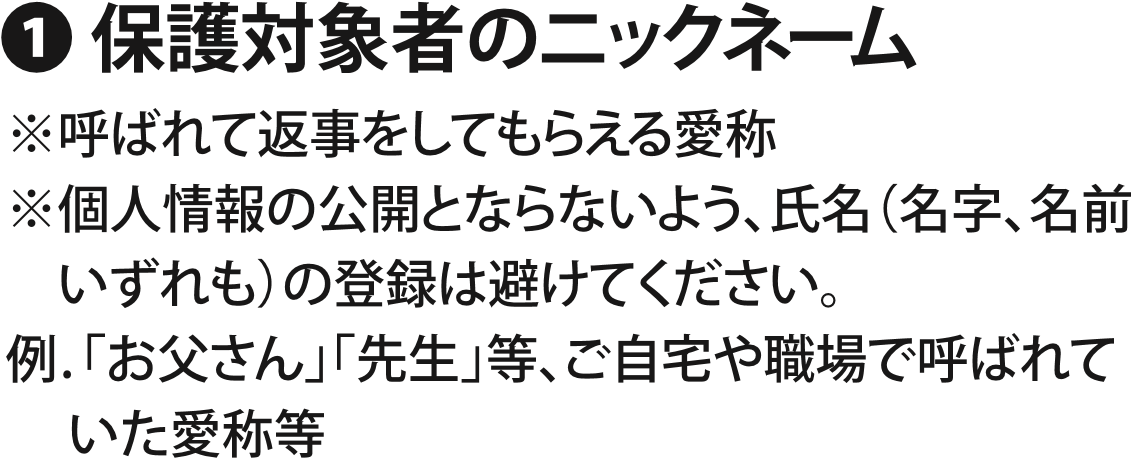 ❶ 保護対象者のニックネーム
※呼ばれて返事をしてもらえる愛称
※個人情報の公開とならないよう、氏名（名字、名前
いずれも）の登録は避けてください。
例.「お父さん」「先生」等、ご自宅や職場で呼ばれて
いた愛称等